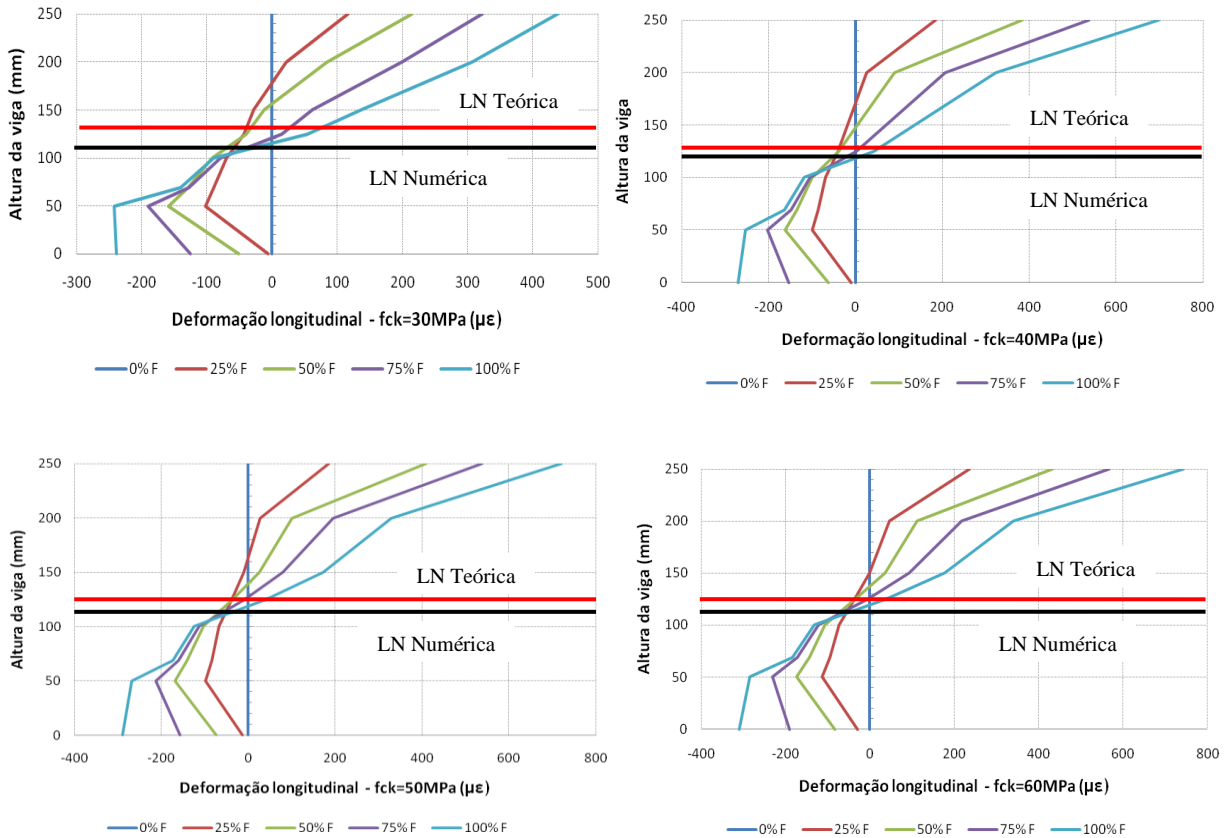 Altura da viga (mm)
250
200
150
100
50
0
LN Teórica
LN Numérica
-300 -200 -100 0 100 200 300 400 500
Deformação longitudinal - fck=30MPa (µε)
0% F 25% F 50% F 75% F 100% F
Altura da viga (mm)
250
200
150
100
50
0
LN Teórica
LN Numérica
-400 -200 0 200 400 600 800
Deformação longitudinal - fck=40MPa (µε)
0% F 25% F 50% F 75% F 100% F
Altura da viga (mm)
250
200
150
100
50
0
LN Teórica
LN Numérica
-400 -200 0 200 400 600 800
Deformação longitudinal - fck=50MPa (µε)
0% F 25% F 50% F 75% F 100% F
Altura da viga (mm)
250
200
150
100
50
0
LN Teórica
LN Numérica
-400 -200 0 200 400 600 800
Deformação longitudinal - fck=60MPa (µε)
0% F 25% F 50% F 75% F 100% F